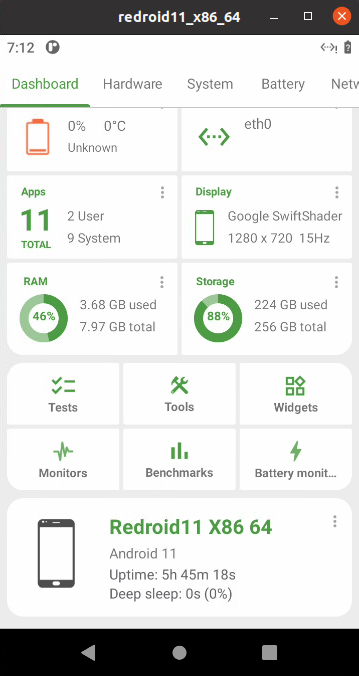 redroid11_x86_64
7:12
Dashboard Hardware System Battery Netw
0% 0°C
Unknown
eth0
Apps
11
TOTAL
2 User
9 System
Display
Google SwiftShader
1280 x 720 15Hz
RAM
46%
3.68 GB used
7.97 GB total
Storage
88%
224 GB used
256 GB total
Tests
Tools
Widgets
Monitors
Benchmarks
Battery monit...
Redroid11 X86 64
Android 11
Uptime: 5h 45m 18s
Deep sleep: 0s (0%)